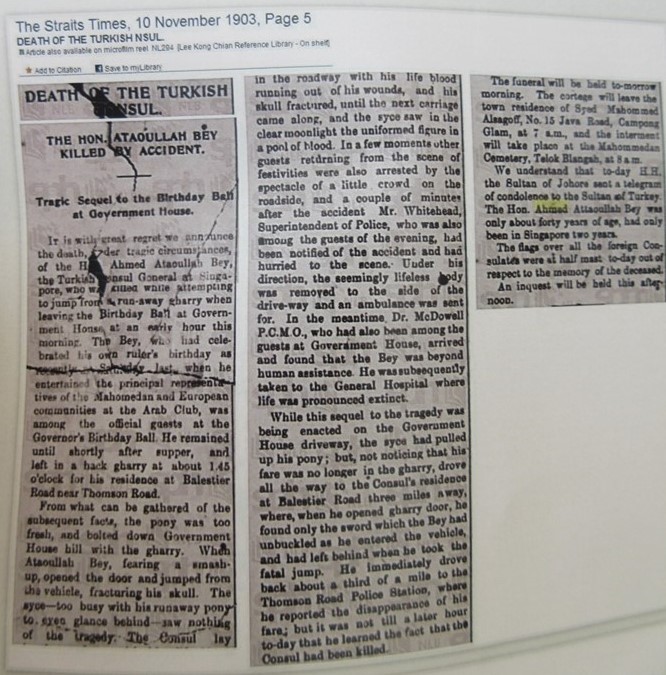 The Straits Times, 10 November 1903, Page 5
DEATH OF THE TURKISH NSUL.
Article also available on microfilm reel NL294 [Lee Kong Chian Reference Library - On shelf]
Add to Citation Save to myLibrary
DEATH OF THE TURKISH
ONSUL.
THE HON. ATAOULLAH BEY
KILLED BY ACCIDENT.
Tragic Sequel to the Birthday Ball
at Government House.
It is with great regret we announce
the death, under tragic circumstances,
of the H Ahmed Ataoullah Bey,
the Turkish Consul General at Singa-
pore, who was killed while attempting
to jump from a run-away gharry when
leaving the Birthday Ball at Govern-
ment House, at an early hour this
morning. The Bey, who had cele-
brated his own ruler's birthday as
recently as Saturday last, when he
entertained the principal representa-
tives of the Mahomedan and European
communities at the Arab Club, was
among the official guests at the
Governor's Birthday Ball. He remained
until shortly after supper, and
left in a hack gharry at about 1.45
o'clock for his residence at Balestier
Road near Thomson Road.
From what can be gathered of the
subsequent facts, the pony was too
fresh, and bolted down Government
House hill with the gharry. When
Ataoullah Bey, fearing a smash-
up, opened the door and jumped from
the vehicle, fracturing his skull. The
syce—too busy with his runaway pony
to even glance behind—saw nothing
of the tragedy. The Consul lay
in the roadway with his life blood
running out of his wounds, and his
skull fractured, until the next carriage
came along, and the syce saw in the
clear moonlight the uniformed figure in
a pool of blood. In a few moments other
guests returning from the scene of
festivities were also arrested by the
spectacle of a little crowd on the
roadside, and a couple of minutes
after the accident Mr. Whitehead,
Superintendent of Police, who was also
among the guests of the evening, had
been notified of the accident and had
hurried to the scene. Under his
direction, the seemingly lifeless body
was removed to the side of the
drive-way and an ambulance was sent
for. In the meantime, Dr. McDowell
P.C.M.O., who had also been among the
guests at Government House, arrived
and found that the Bey was beyond
human assistance. He was subsequently
taken to the General Hospital where
life was pronounced extinct.
While this sequel to the tragedy was
being enacted on the Government
House driveway, the syce had pulled
up his pony; but, not noticing that his
fare was no longer in the gharry, drove
all the way to the Consul's residence
at Balestier Road three miles away,
where, when he opened gharry door, he
found only the sword which the Bey had
unbuckled as he entered the vehicle,
and had left behind when he took the
fatal jump. He immediately drove
back about a third of a mile to the
Thomson Road Police Station, where
he reported the disappearance of his
fare; but it was not till a later hour
to-day that he learned the fact that the
Consul had been killed.
The funeral will be held to-morrow
morning. The cortege will leave the
town residence of Syed Mahommed
Alsagoff, No. 15 Java Road, Campong
Glam, at 7 a.m., and the interment
will take place at the Mahommedan
Cemetery, Telok Blangah, at 8 a.m.
We understand that to-day H.H.
the Sultan of Johore sent a telegram
of condolence to the Sultan of Turkey.
The Hon. Ahmed Attaoullah Bey was
only about forty years of age, had only
been in Singapore two years.
The flags over all the foreign Con-
sulates were at half mast to-day out of
respect to the memory of the deceased.
An inquest will be held this after-
noon.